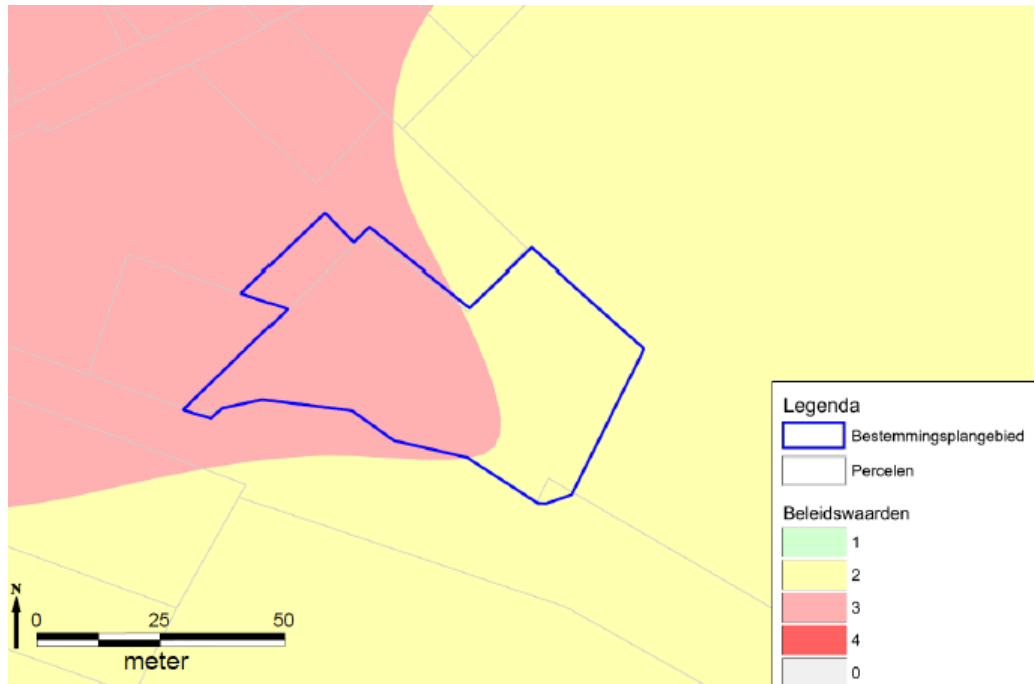 Legenda
Bestemmingsplangebied
Percelen
Beleidswaarden
1
2
3
4
0
N
0 25 50
meter